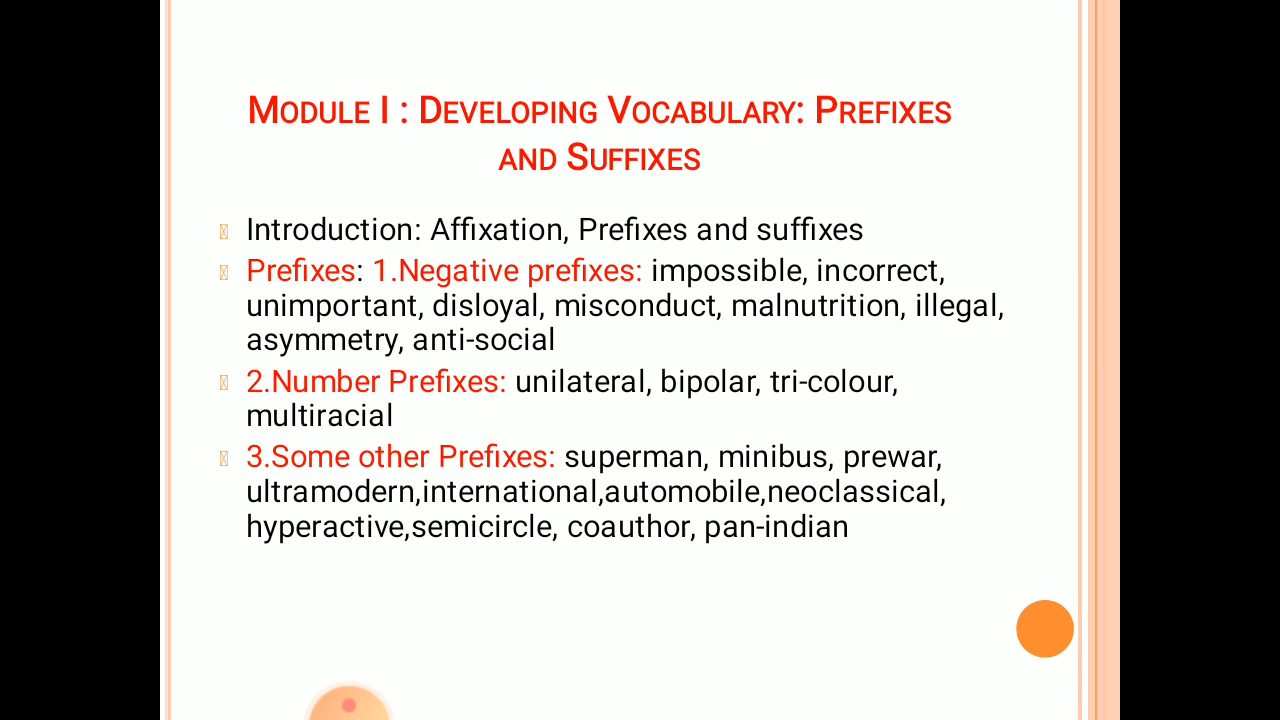 MODULE I : DEVELOPING VOCABULARY: PREFIXES
AND SUFFIXES
Introduction: Affixation, Prefixes and suffixes
Prefixes: 1.Negative prefixes: impossible, incorrect,
unimportant, disloyal, misconduct, malnutrition, illegal,
asymmetry, anti-social
2.Number Prefixes: unilateral, bipolar, tri-colour,
multiracial
3.Some other Prefixes: superman, minibus, prewar,
ultramodern,international,automobile,neoclassical,
hyperactive,semicircle, coauthor, pan-indian